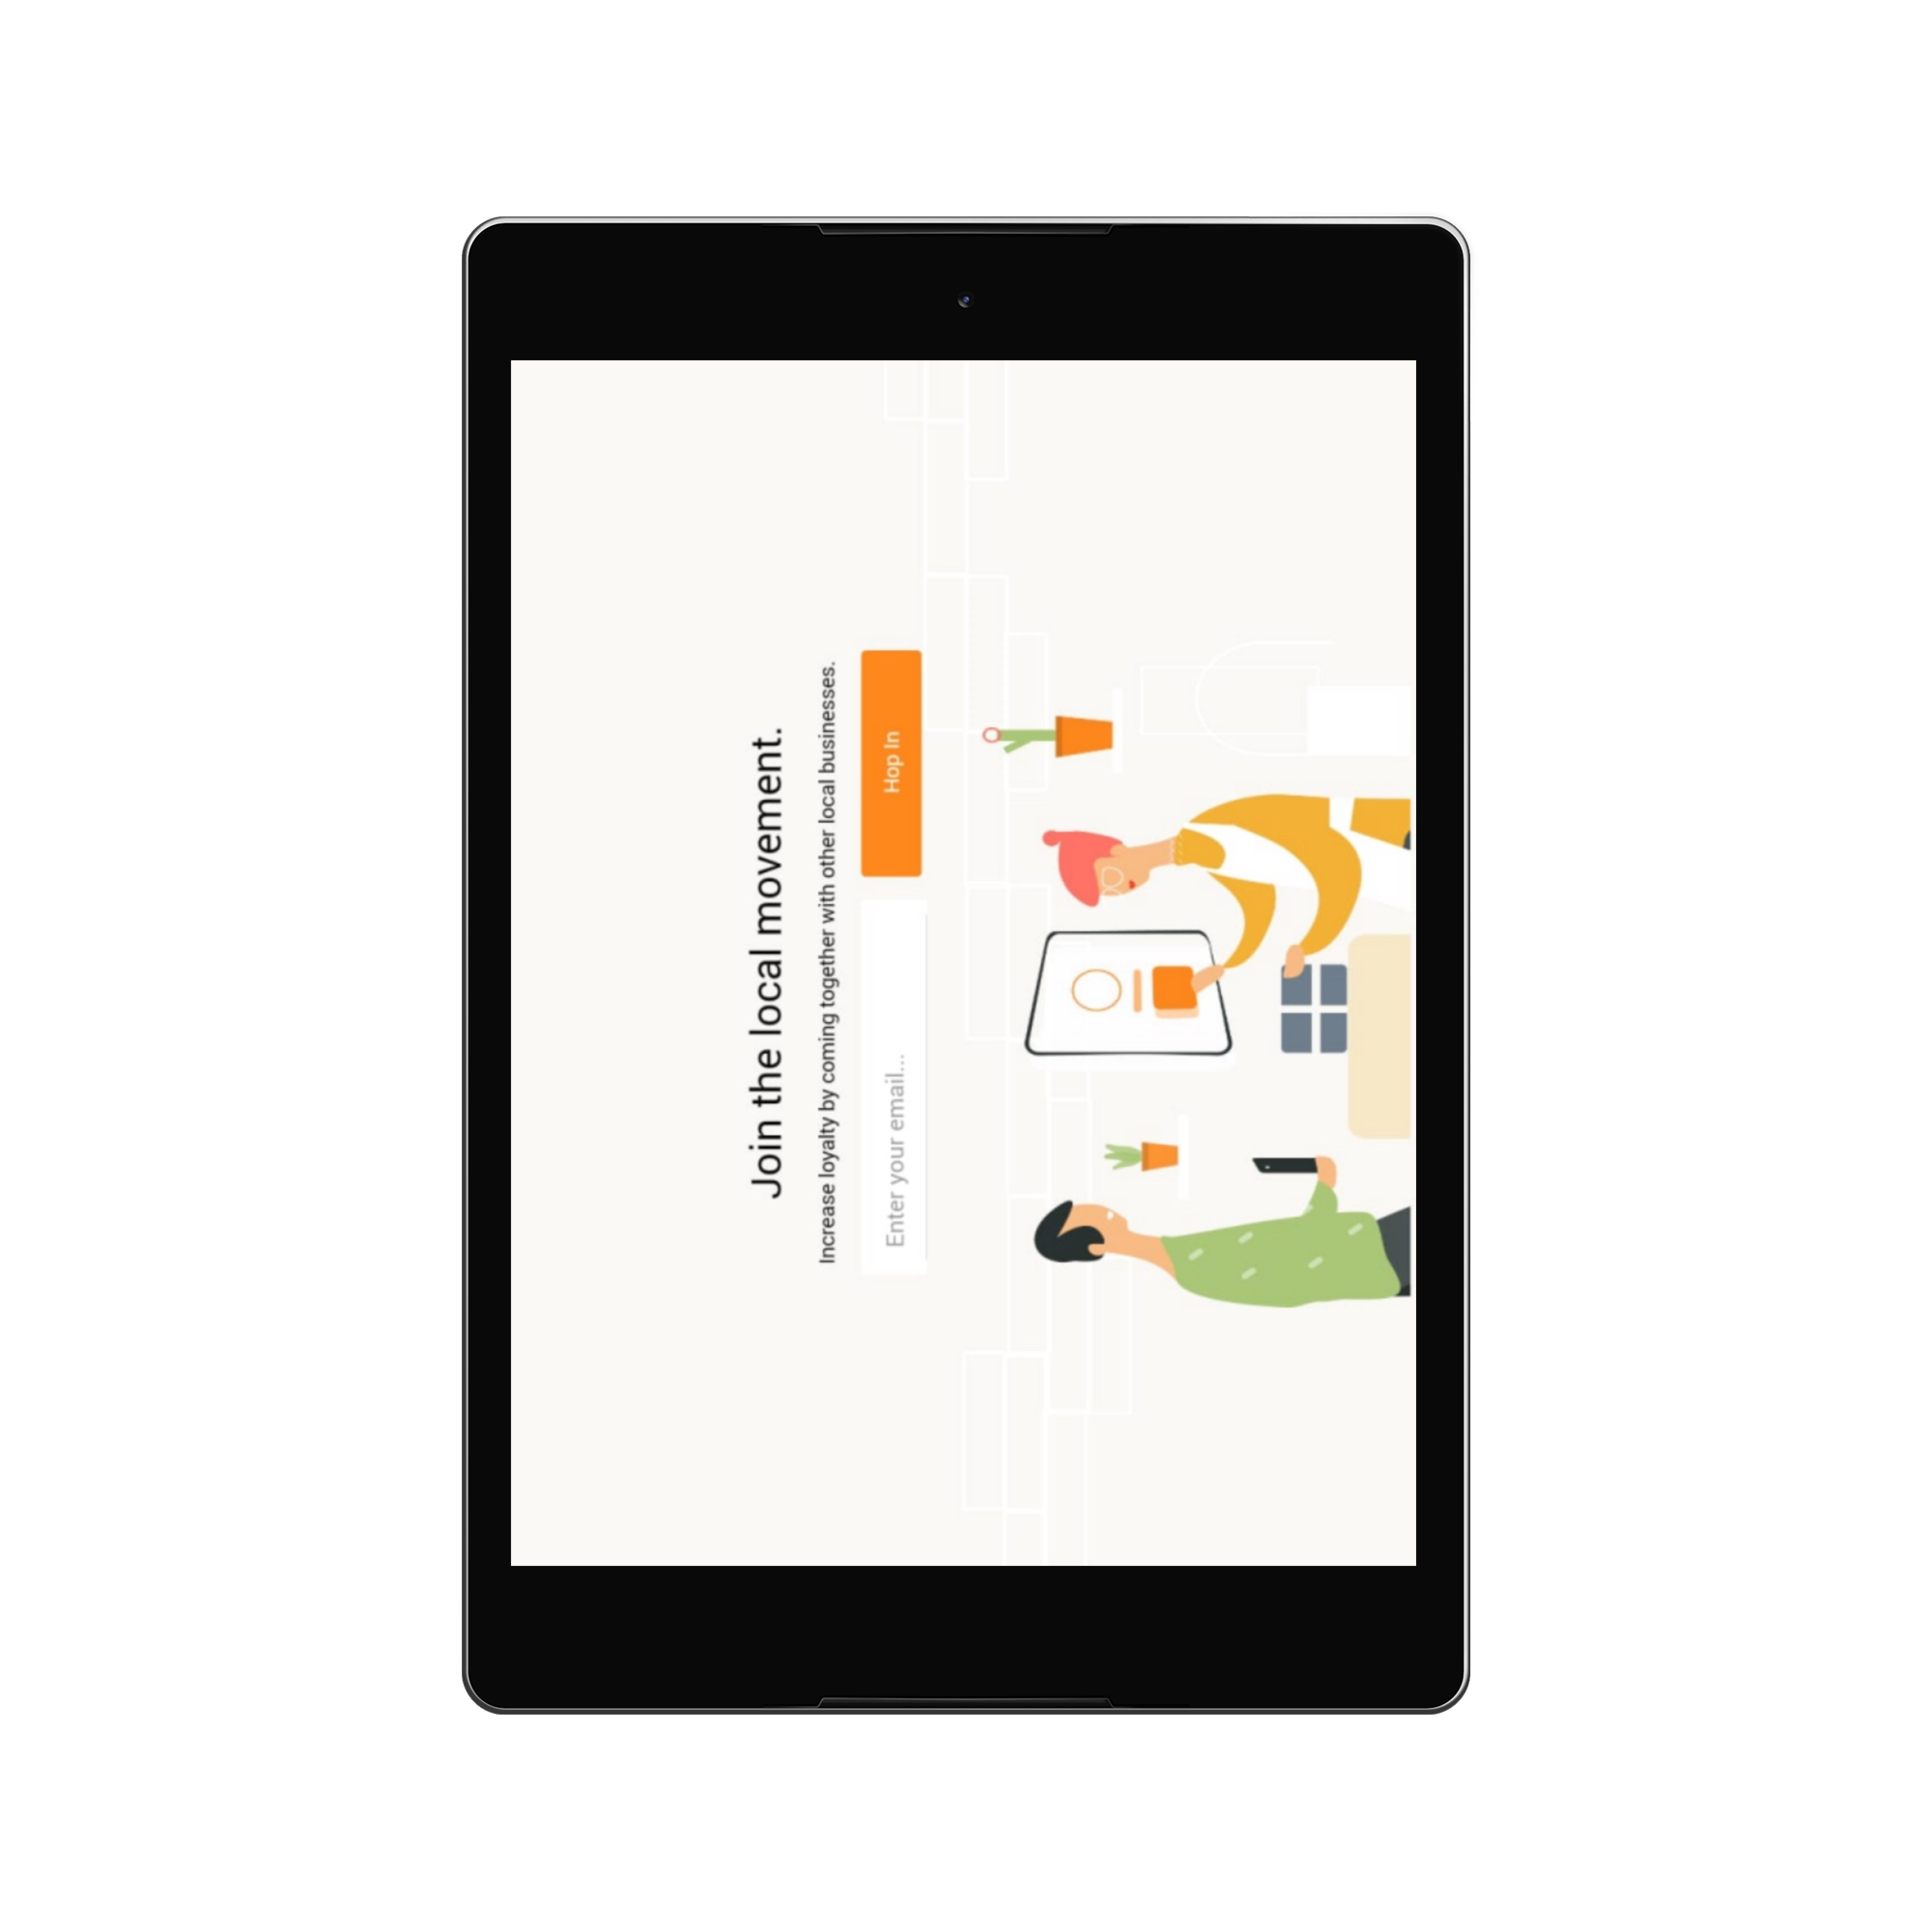 Join the local movement.
Increase loyalty by coming together with other local businesses.
Enter your email...
Hop In